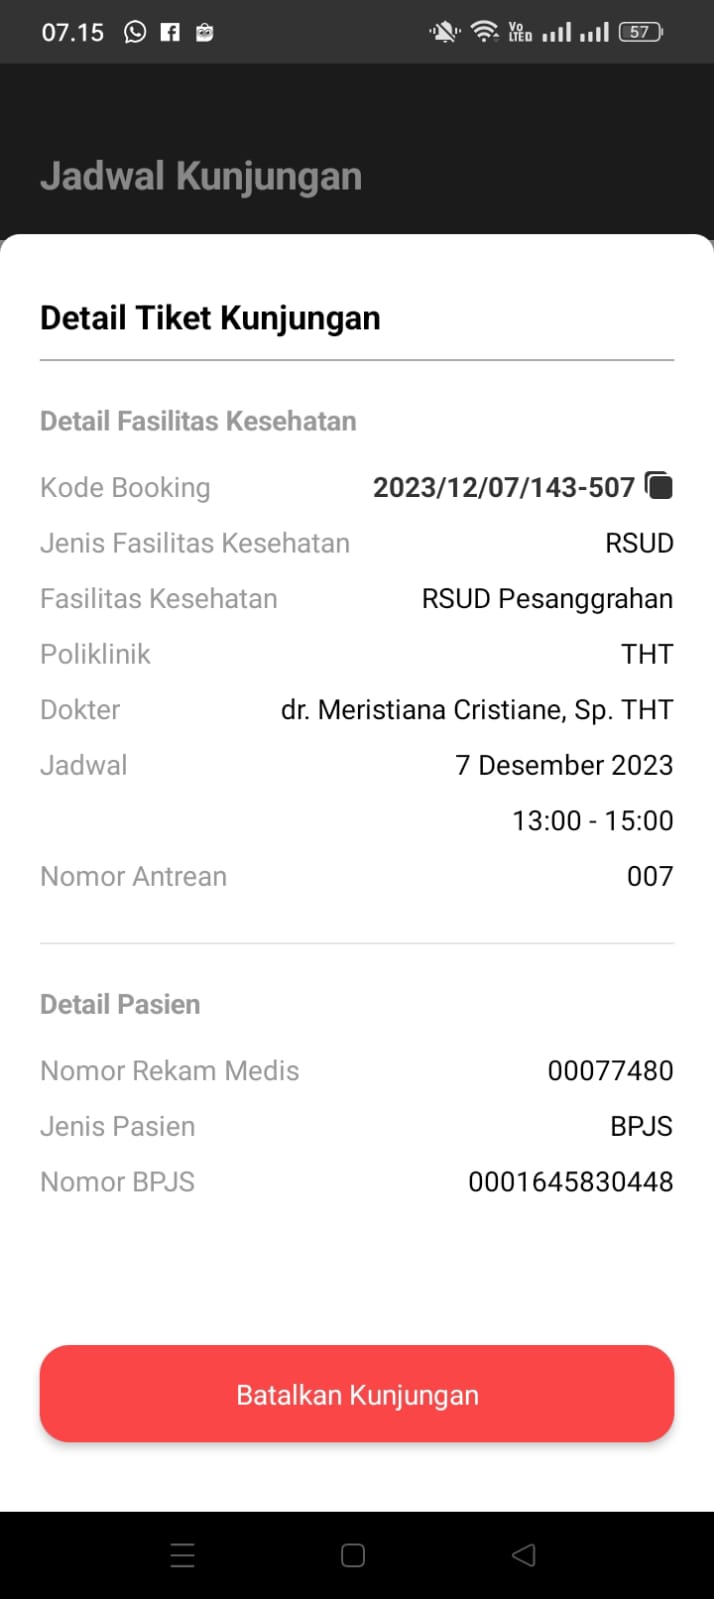 07.15
Vo LTED
57
Jadwal Kunjungan
Detail Tiket Kunjungan
Detail Fasilitas Kesehatan
Kode Booking 2023/12/07/143-507
Jenis Fasilitas Kesehatan RSUD
Fasilitas Kesehatan RSUD Pesanggrahan
Poliklinik THT
Dokter dr. Meristiana Cristiane, Sp. THT
Jadwal 7 Desember 2023
13:00 - 15:00
Nomor Antrean 007
Detail Pasien
Nomor Rekam Medis 00077480
Jenis Pasien BPJS
Nomor BPJS 0001645830448
Batalkan Kunjungan